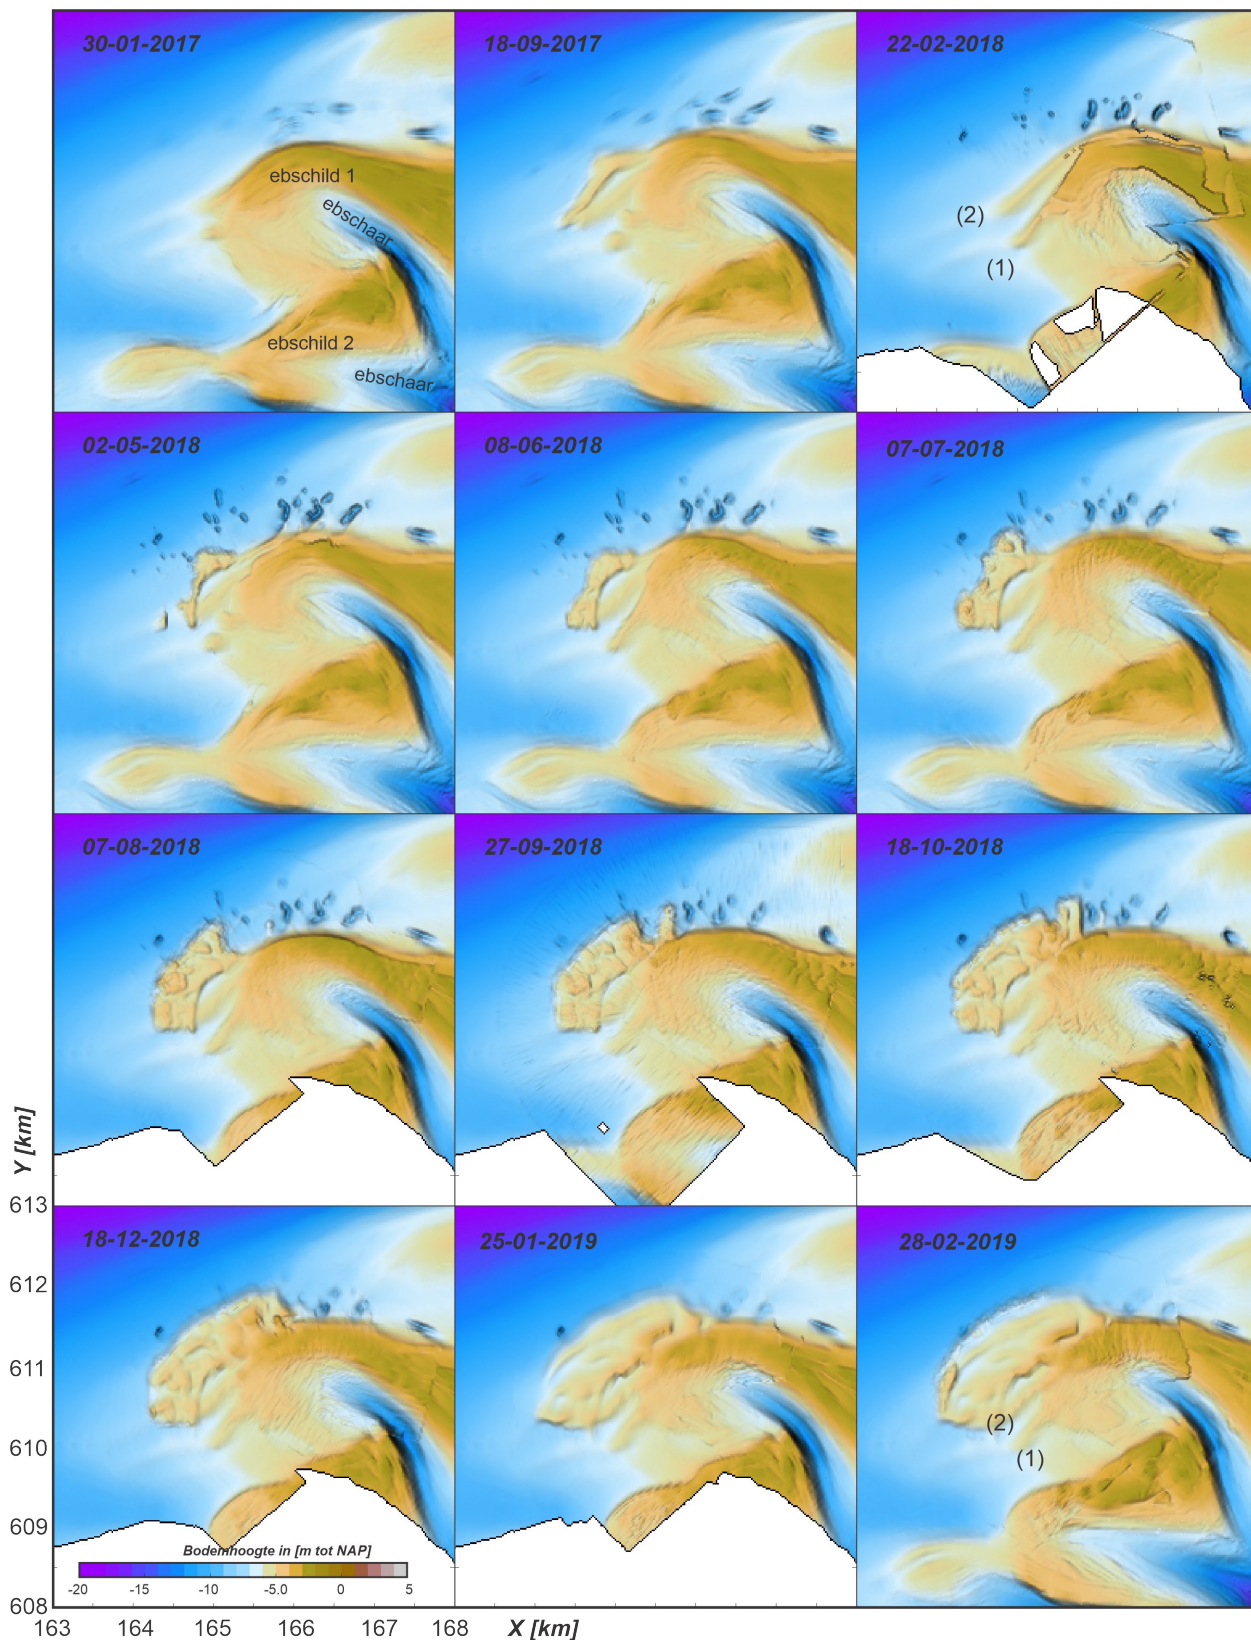 30-01-2017
18-09-2017
22-02-2018
ebschild 1
ebschaar
ebschild 2
ebschaar
(2)
(1)
02-05-2018
08-06-2018
07-07-2018
07-08-2018
27-09-2018
18-10-2018
Y [km]
613
18-12-2018
25-01-2019
28-02-2019
612
611
610
609
608
(2)
(1)
Bodemhoogte in [m tot NAP]
-20 -15 -10 -5.0 0 5
163 164 165 166 167 168 X [km]